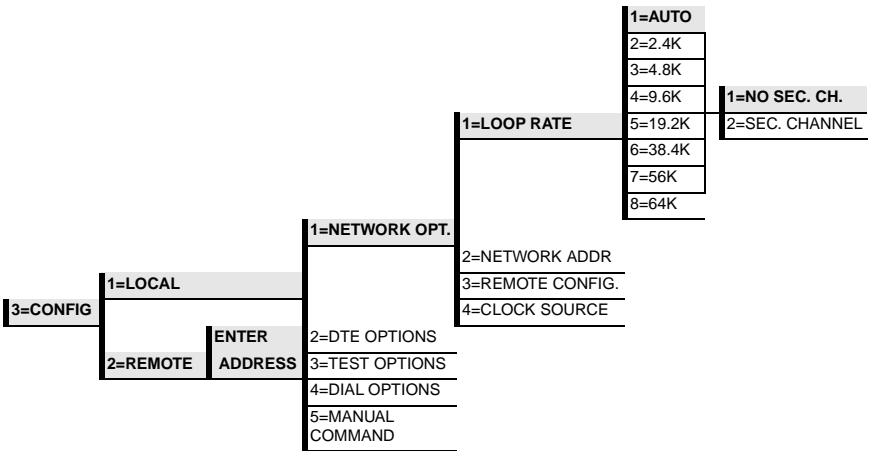 1=AUTO
2=2.4K
3=4.8K
4=9.6K
1=NO SEC. CH.
1=LOOP RATE
5=19.2K
2=SEC. CHANNEL
6=38.4K
7=56K
8=64K
1=NETWORK OPT.
2=NETWORK ADDR
1=LOCAL
3=REMOTE CONFIG.
3=CONFIG
4=CLOCK SOURCE
ENTER
2=DTE OPTIONS
2=REMOTE
ADDRESS
3=TEST OPTIONS
4=DIAL OPTIONS
5=MANUAL
COMMAND